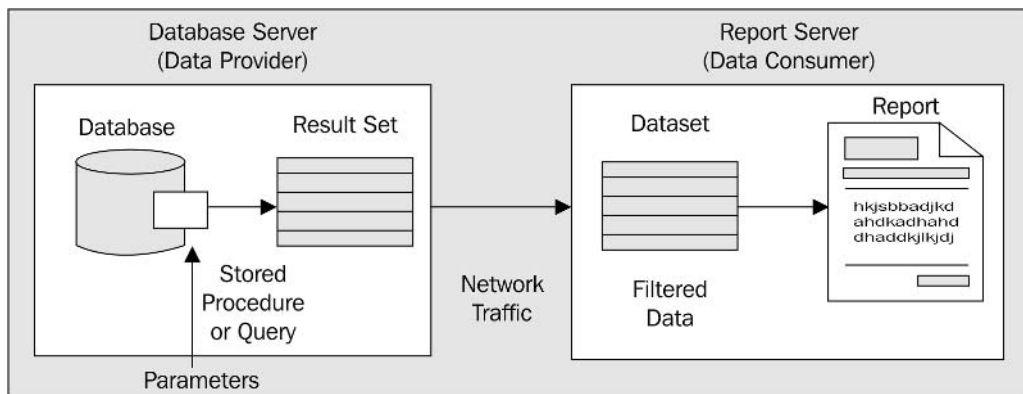 Database Server
(Data Provider)
Database
Result Set
Stored
Procedure
or Query
Parameters
Network
Traffic
Report Server
(Data Consumer)
Dataset
Filtered
Data
Report
hkjsbbadjkd
ahdkadhahd
dhaddkjlkjdj